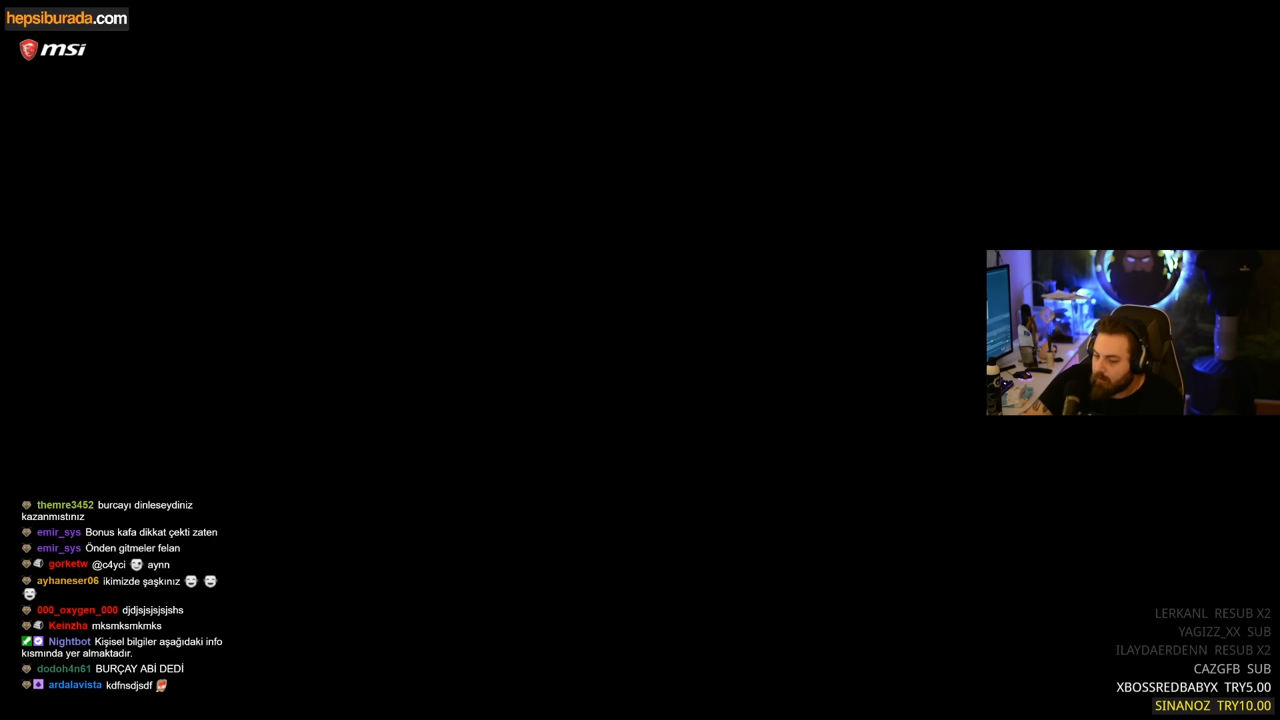 hepsiburada.com
msi
themre3452 burcayı dinleseydiniz
kazanmıstınız
emir_sys Bonus kafa dikkat çekti zaten
emir_sys Önden gitmeler felan
gorketw @c4yci aynn
ayhaneser06 ikimizde şaşkınız
000_oxygen_000 djdjsjsjsjsjshs
Keinzha mksmksmkmks
Nightbot Kişisel bilgiler aşağıdaki info
kısmında yer almaktadır.
dodoh4n61 BURÇAY ABİ DEDİ
ardalavista kdfnsdjsdf
LERKANL RESUB X2
YAGIZZ_XX SUB
ILAYDAERDENN RESUB X2
CAZGFB SUB
XBOSSREDBABYX TRY5.00
SINANOZ TRY10.00